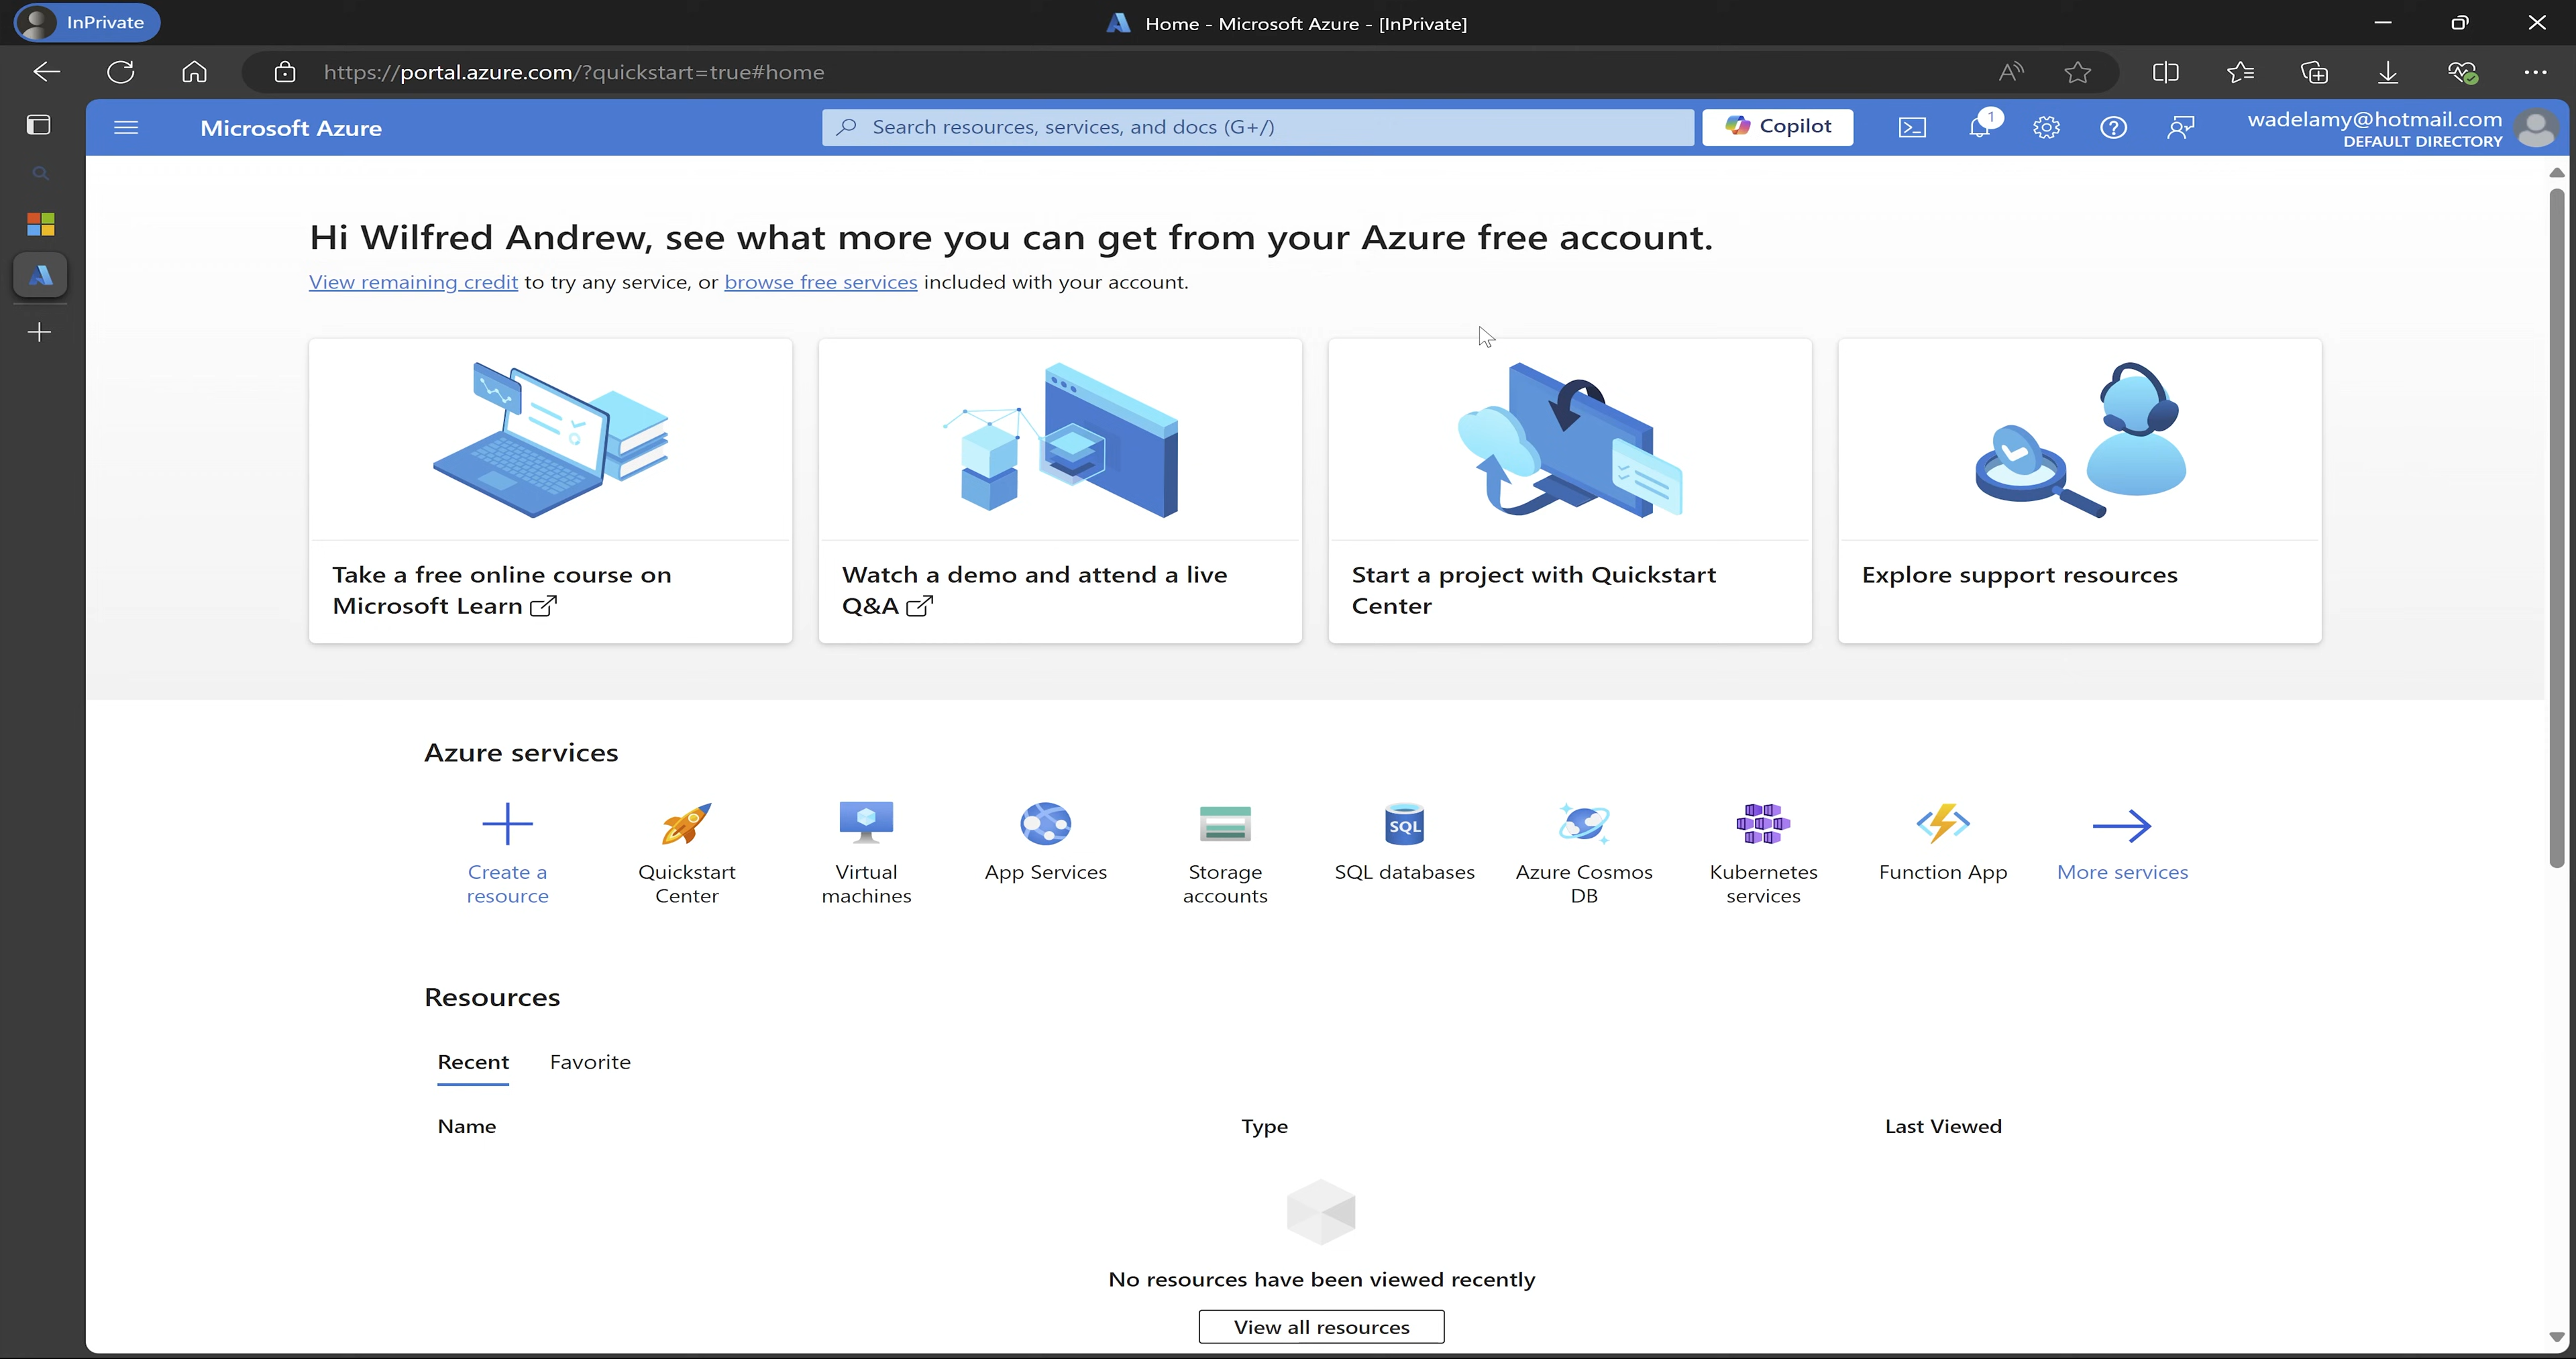 InPrivate
Home - Microsoft Azure - [InPrivate]
https://portal.azure.com/?quickstart=true#home
Microsoft Azure
Search resources, services, and docs (G+/)
Copilot
1
wadelamy@hotmail.com
DEFAULT DIRECTORY
Hi Wilfred Andrew, see what more you can get from your Azure free account.
View remaining credit to try any service, or browse free services included with your account.
Take a free online course on
Microsoft Learn
Watch a demo and attend a live
Q&A
Start a project with Quickstart
Center
Explore support resources
Azure services
SQL
Create a
resource
Quickstart
Center
Virtual
machines
App Services
Storage
accounts
SQL databases
Azure Cosmos
DB
Kubernetes
services
Function App
More services
Resources
Recent Favorite
Name Type Last Viewed
No resources have been viewed recently
View all resources